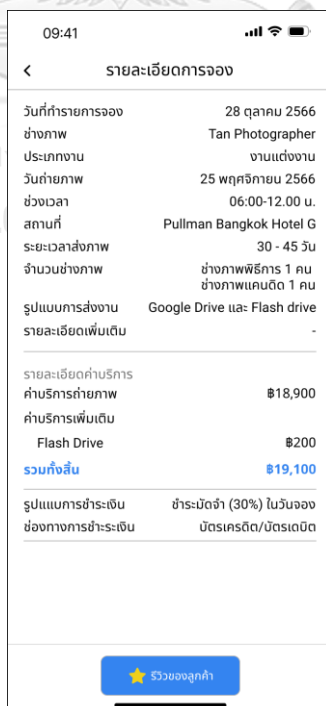 09:41
รายละเอียดการจอง
วันที่ทำรายการจอง 28 ตุลาคม 2566
ช่างภาพ Tan Photographer
ประเภทงาน งานแต่งงาน
วันถ่ายภาพ 25 พฤศจิกายน 2566
ช่วงเวลา 06:00-12.00 น.
สถานที่ Pullman Bangkok Hotel G
ระยะเวลาส่งภาพ 30 - 45 วัน
จำนวนช่างภาพ ช่างภาพพิธีการ 1 คน
ช่างภาพแคนดิด 1 คน
รูปแบบการส่งงาน Google Drive และ Flash drive
รายละเอียดเพิ่มเติม -
รายละเอียดค่าบริการ
ค่าบริการถ่ายภาพ ฿18,900
ค่าบริการเพิ่มเติม
Flash Drive ฿200
รวมทั้งสิ้น ฿19,100
รูปแแบการชำระเงิน ชำระมัดจำ (30%) ในวันจอง
ช่องทางการชำะระเงิน บัตรเครดิต/บัตรเดบิต
รีวิวของลูกค้า